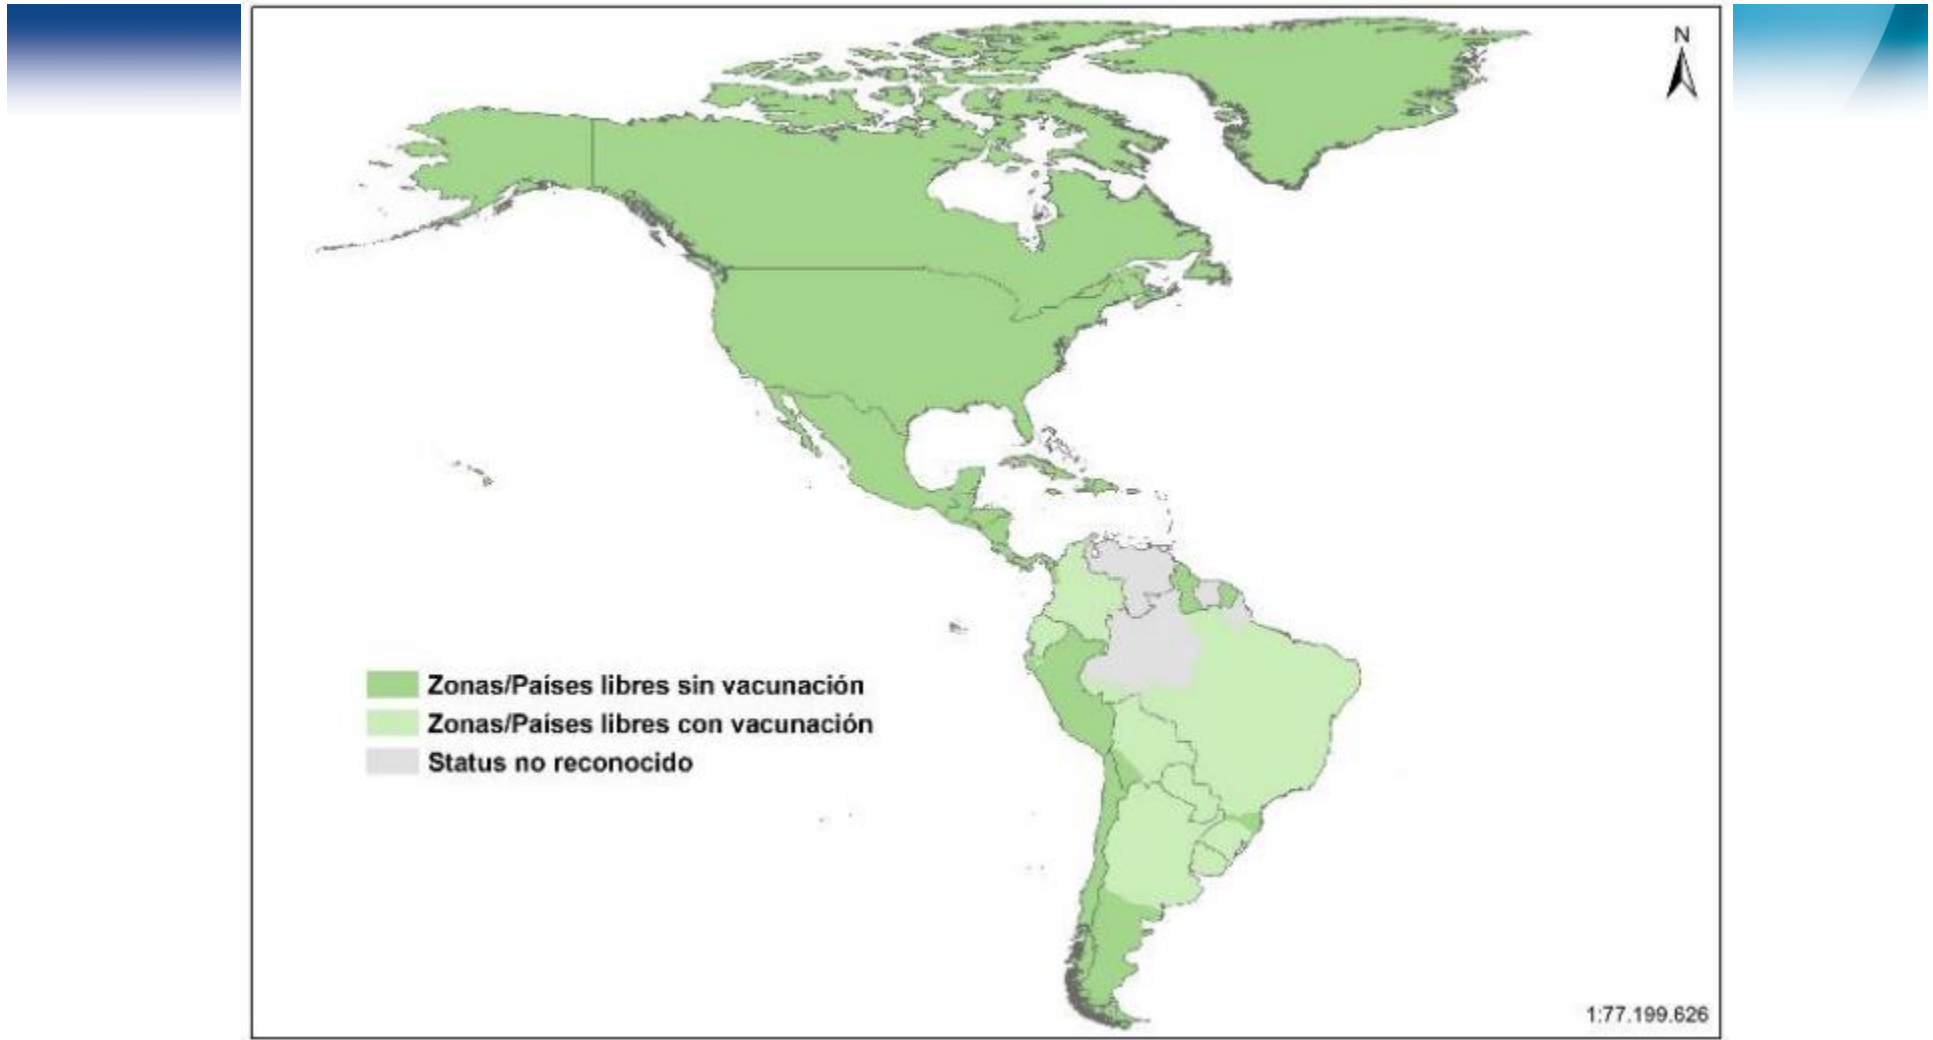 N
Zonas/Países libres sin vacunación
Zonas/Países libres con vacunación
Status no reconocido
1:77.199.626